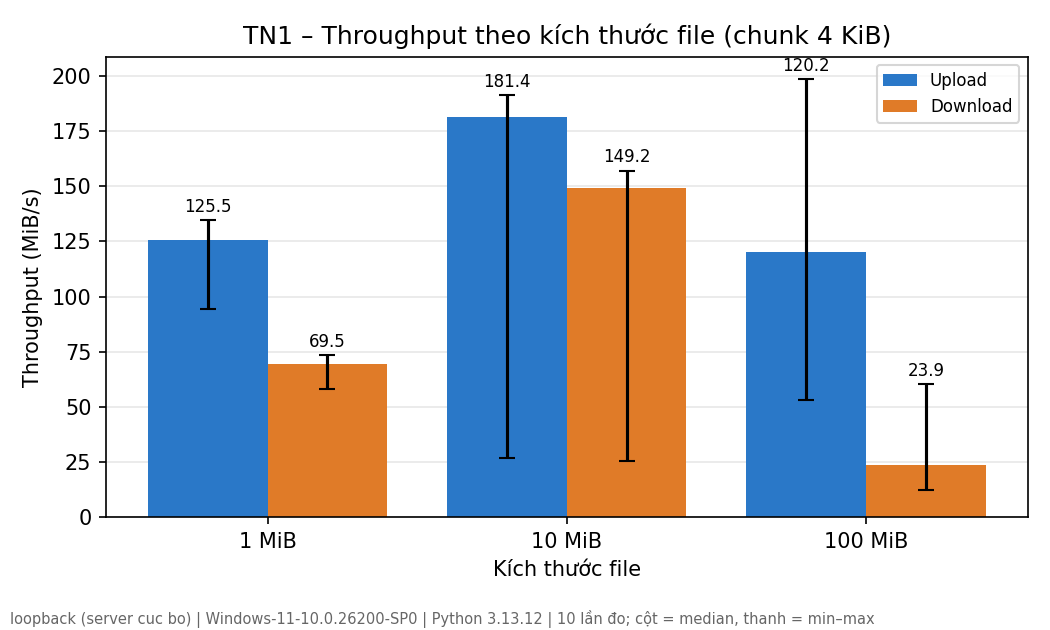 TN1 – Throughput theo kích thước file (chunk 4 KiB)
Throughput (MiB/s)
200
175
150
125
100
75
50
25
0
125.5
69.5
181.4
149.2
120.2
23.9
Upload
Download
1 MiB
10 MiB
100 MiB
Kích thước file
loopback (server cuc bo) | Windows-11-10.0.26200-SP0 | Python 3.13.12 | 10 lần đo; cột = median, thanh = min–max